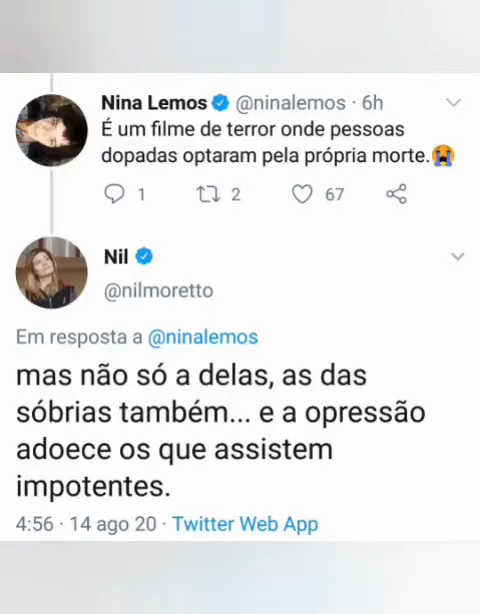 Nina Lemos @ninalemos · 6h
É um filme de terror onde pessoas
dopadas optaram pela própria morte.😭
1 2 67
Nil
@nilmoretto
Em resposta a @ninalemos
mas não só a delas, as das
sóbrias também... e a opressão
adoece os que assistem
impotentes.
4:56 · 14 ago 20 · Twitter Web App